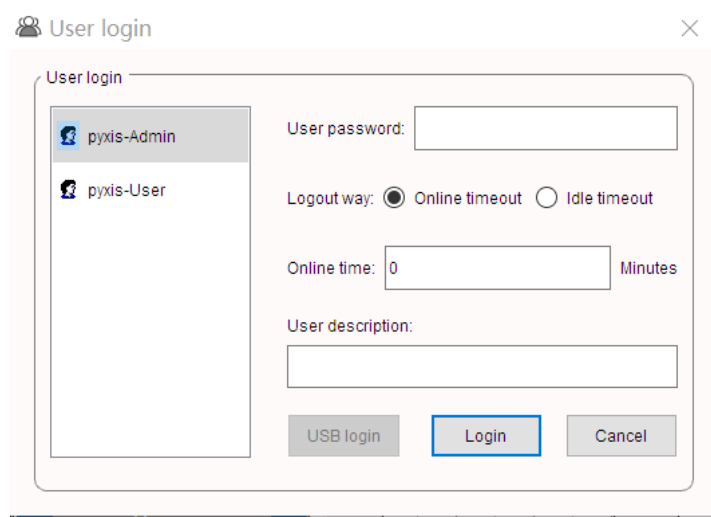 User login
User login
pyxis-Admin
pyxis-User
User password:
Logout way: Online timeout Idle timeout
Online time: 0 Minutes
User description:
USB login Login Cancel